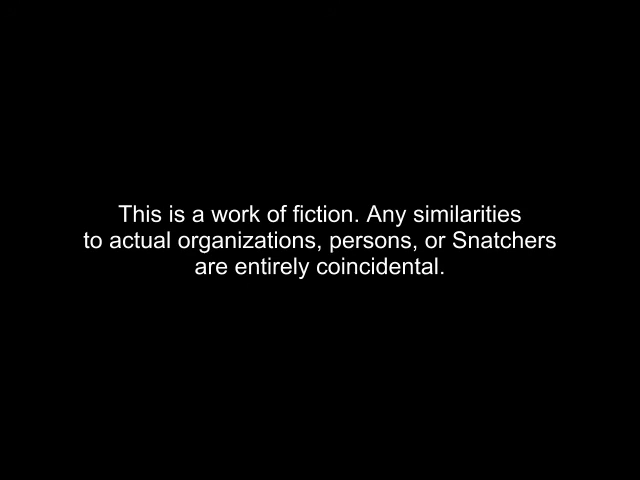 This is a work of fiction. Any similarities
to actual organizations, persons, or Snatchers
are entirely coincidental.